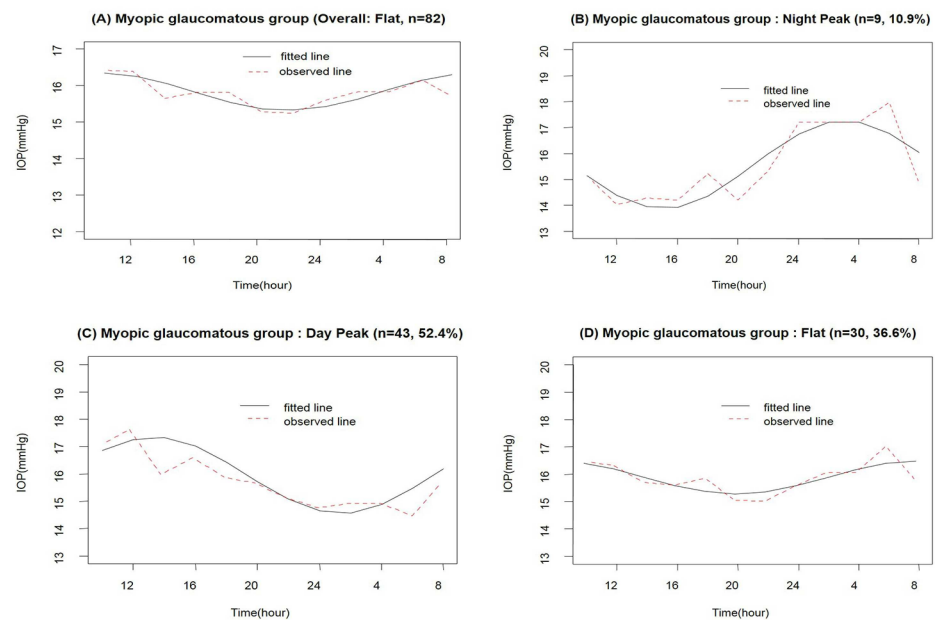 (A) Myopic glaucomatous group (Overall: Flat, n=82)
17
16
15
14
13
12
IOP(mmHg)
fitted line
observed line
12 16 20 24 4 8
Time(hour)
(B) Myopic glaucomatous group : Night Peak (n=9, 10.9%)
20
19
18
17
16
15
14
13
IOP(mmHg)
fitted line
observed line
12 16 20 24 4 8
Time(hour)
(C) Myopic glaucomatous group : Day Peak (n=43, 52.4%)
20
19
18
17
16
15
14
13
IOP(mmHg)
fitted line
observed line
12 16 20 24 4 8
Time(hour)
(D) Myopic glaucomatous group : Flat (n=30, 36.6%)
20
19
18
17
16
15
14
13
IOP(mmHg)
fitted line
observed line
12 16 20 24 4 8
Time(hour)